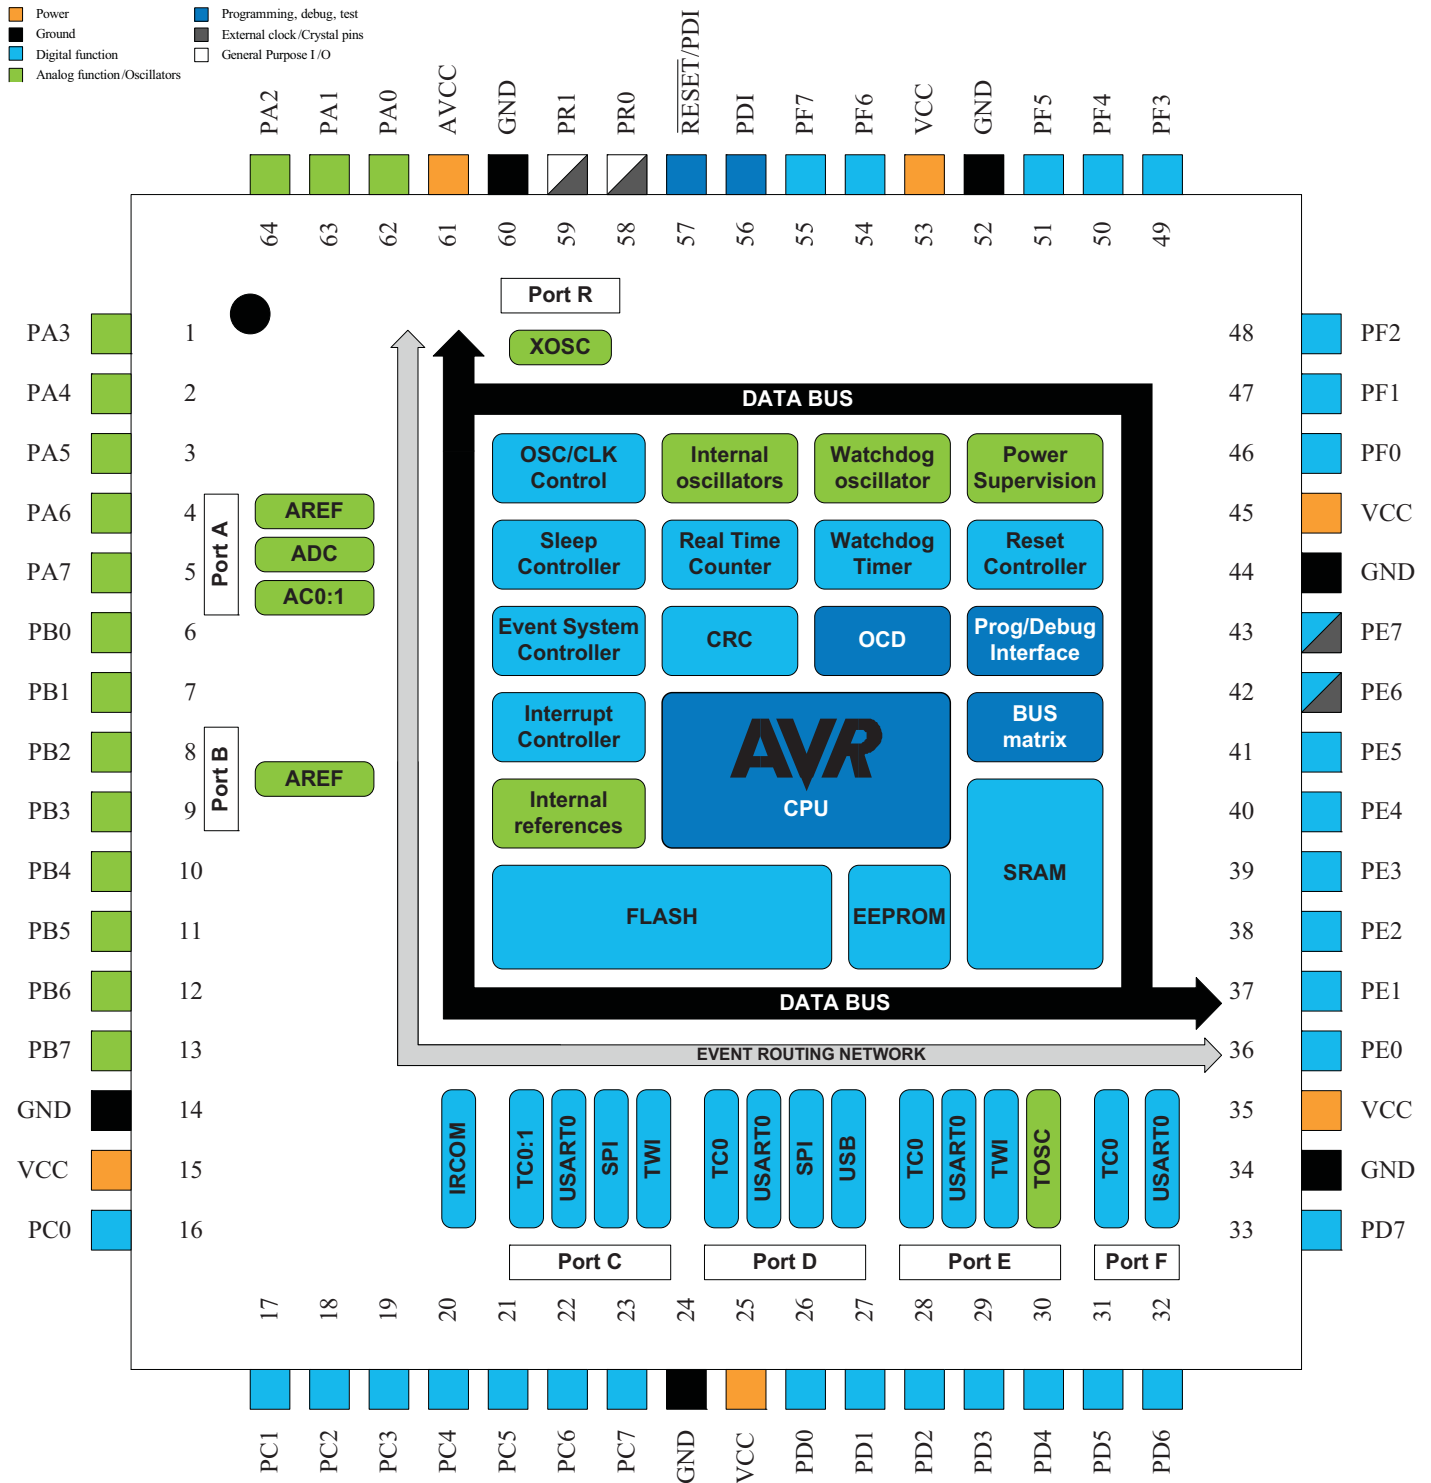 Power
Ground
Digital function
Analog function/Oscillators
Programming, debug, test
External clock/Crystal pins
General Purpose I/O
PA2
PA1
PA0
AVCC
GND
PR1
PR0
RESET/PDI
PDI
PF7
PF6
VCC
GND
PF5
PF4
PF3
64
63
62
61
60
59
58
57
56
55
54
53
52
51
50
49
PA3 1
PA4 2
PA5 3
PA6 4
PA7 5
PB0 6
PB1 7
PB2 8
PB3 9
PB4 10
PB5 11
PB6 12
PB7 13
GND 14
VCC 15
PC0 16
Port A
AREF
ADC
AC0:1
Port B
AREF
Port R
XOSC
DATA BUS
OSC/CLK
Control
Internal
oscillators
Watchdog
oscillator
Power
Supervision
Sleep
Controller
Real Time
Counter
Watchdog
Timer
Reset
Controller
Event System
Controller
CRC
OCD
Prog/Debug
Interface
Interrupt
Controller
AVR
CPU
BUS
matrix
Internal
references
SRAM
FLASH
EEPROM
DATA BUS
EVENT ROUTING NETWORK
48 PF2
47 PF1
46 PF0
45 VCC
44 GND
43 PE7
42 PE6
41 PE5
40 PE4
39 PE3
38 PE2
37 PE1
36 PE0
35 VCC
34 GND
33 PD7
IRCOM
TC0:1
USART0
SPI
TWI
TC0
USART0
SPI
USB
TC0
USART0
TWI
TOSC
TC0
USART0
Port C
Port D
Port E
Port F
17
18
19
20
21
22
23
24
25
26
27
28
29
30
31
32
PC1
PC2
PC3
PC4
PC5
PC6
PC7
GND
VCC
PD0
PD1
PD2
PD3
PD4
PD5
PD6